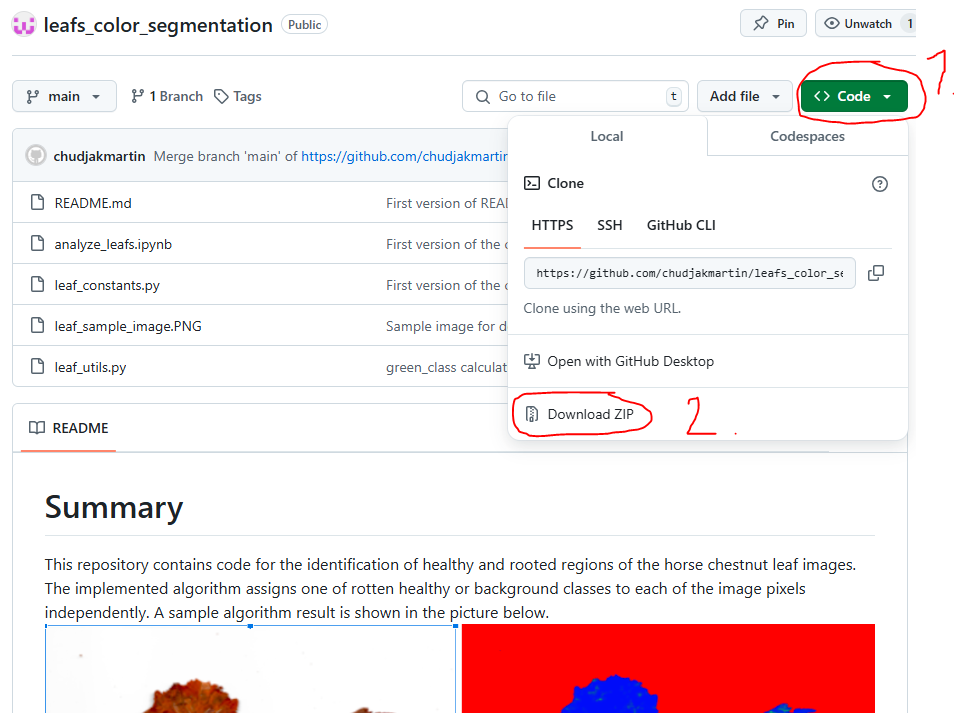 leafs_color_segmentation Public Pin Unwatch 1
1.
main 1 Branch Tags Go to file t Add file <> Code
Local Codespaces
chudjakmartin Merge branch 'main' of https://github.com/chudjakmartin
Clone
README.md First version of REA
HTTPS SSH GitHub CLI
analyze_leafs.ipynb First version of the c
https://github.com/chudjakmartin/leafs_color_se
leaf_constants.py First version of the c
Clone using the web URL.
leaf_sample_image.PNG Sample image for d
Open with GitHub Desktop
leaf_utils.py green_class calculat
Download ZIP 2.
README
Summary
This repository contains code for the identification of healthy and rooted regions of the horse chestnut leaf images.
The implemented algorithm assigns one of rotten healthy or background classes to each of the image pixels
independently. A sample algorithm result is shown in the picture below.